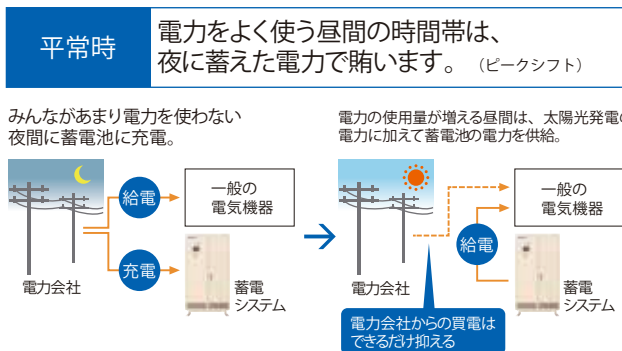 平常時
電力をよく使う昼間の時間帯は、
夜に蓄えた電力で賄います。（ピークシフト）
みんながあまり電力を使わない
夜間に蓄電池に充電。
給電
一般の
電気機器
充電
電力会社
蓄電
システム
電力の使用量が増える昼間は、太陽光発電の
電力に加えて蓄電池の電力を供給。
一般の
電気機器
給電
電力会社
蓄電
システム
電力会社からの買電は
できるだけ抑える